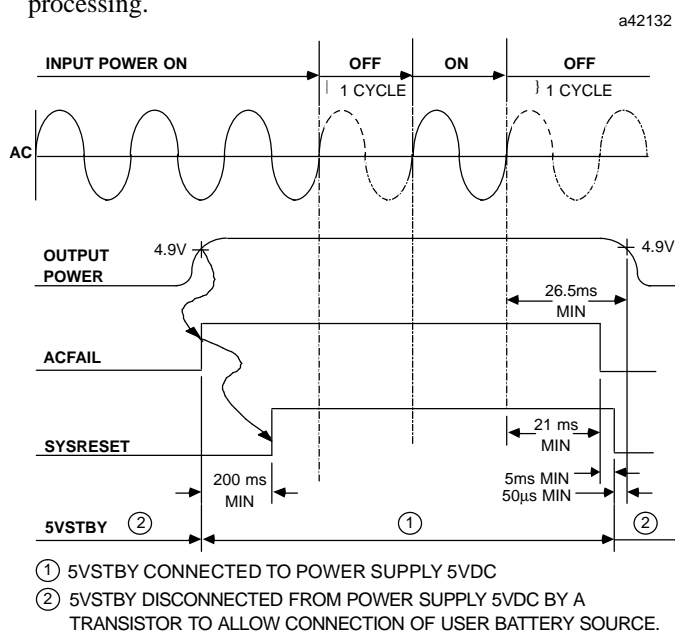 processing.
a42132
INPUT POWER ON OFF ON OFF
| 1 CYCLE } 1 CYCLE
AC
4.9V 4.9V
OUTPUT
POWER
26.5ms
MIN
ACFAIL
21 ms
MIN
SYSRESET
200 ms
MIN
5ms MIN
50µs MIN
5VSTBY 2 1 2
1 5VSTBY CONNECTED TO POWER SUPPLY 5VDC
2 5VSTBY DISCONNECTED FROM POWER SUPPLY 5VDC BY A
TRANSISTOR TO ALLOW CONNECTION OF USER BATTERY SOURCE.